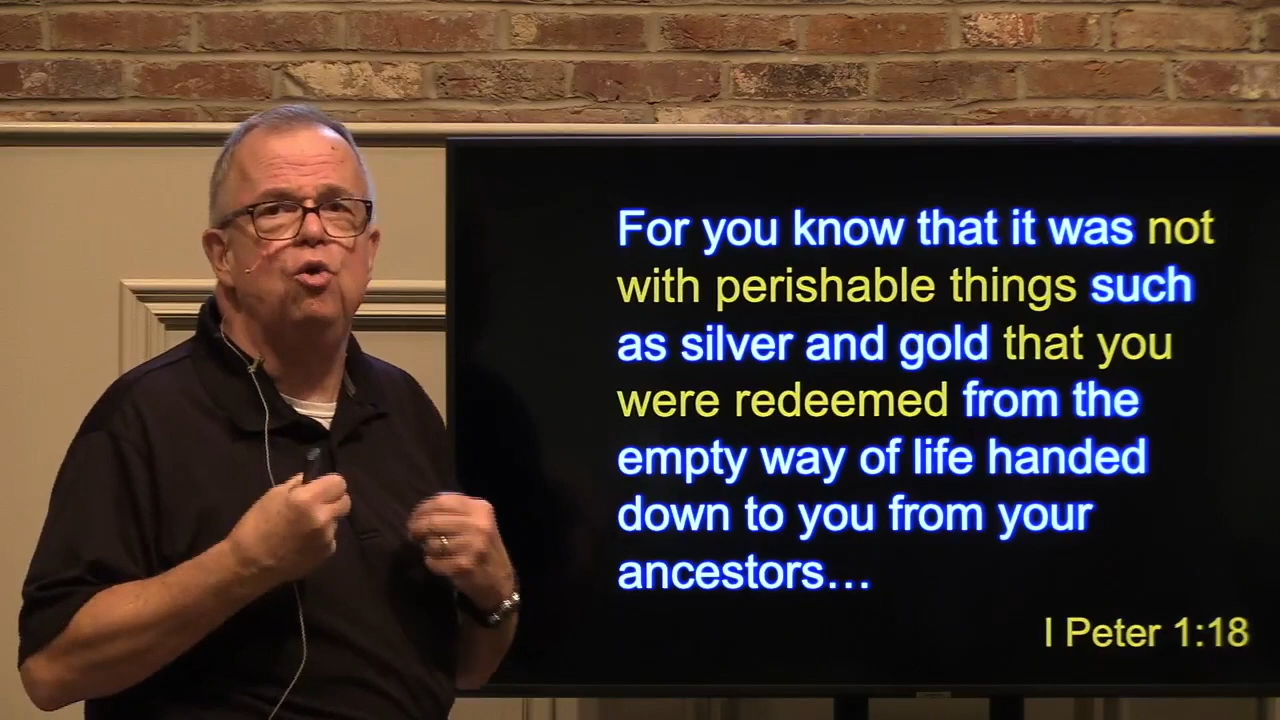 For you know that it was not
with perishable things such
as silver and gold that you
were redeemed from the
empty way of life handed
down to you from your
ancestors…
I Peter 1:18